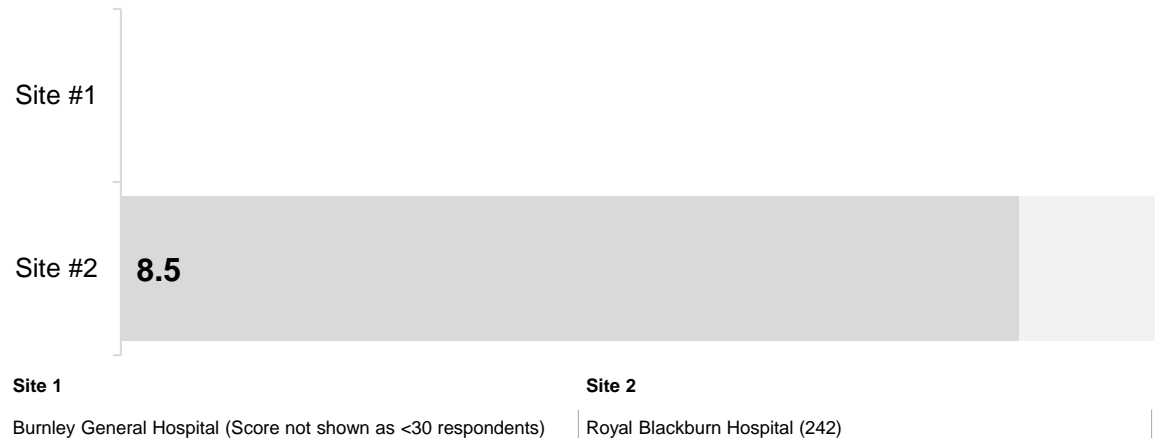 Site #1
Site #2
8.5
Site 1
Site 2
Burnley General Hospital (Score not shown as <30 respondents)
Royal Blackburn Hospital (242)